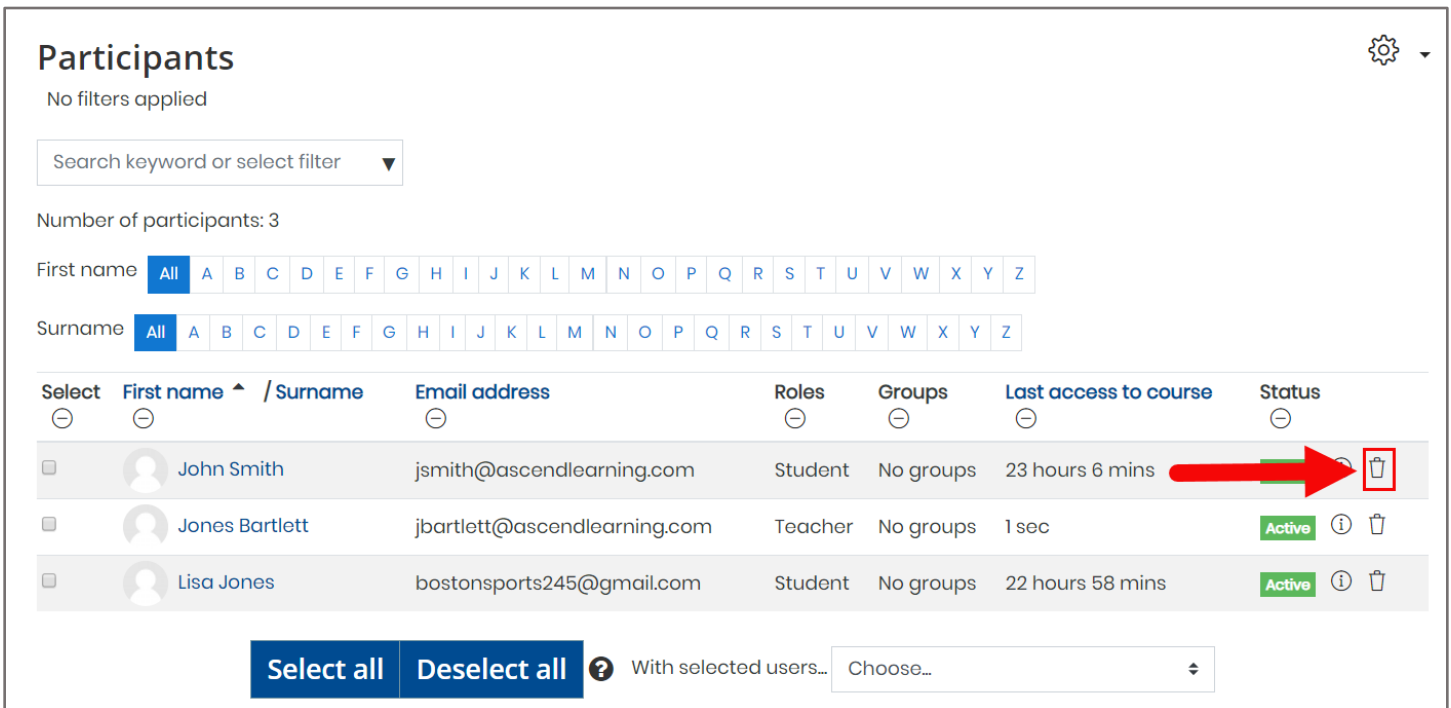 Participants
No filters applied
Search keyword or select filter
Number of participants: 3
First name All A B C D E F G H I J K L M N O P Q R S T U V W X Y Z
Surname All A B C D E F G H I J K L M N O P Q R S T U V W X Y Z
Select First name / Surname Email address Roles Groups Last access to course Status
John Smith jsmith@ascendlearning.com Student No groups 23 hours 6 mins
Jones Bartlett jbartlett@ascendlearning.com Teacher No groups 1 sec Active
Lisa Jones bostonsports245@gmail.com Student No groups 22 hours 58 mins Active
Select all Deselect all ? With selected users... Choose...